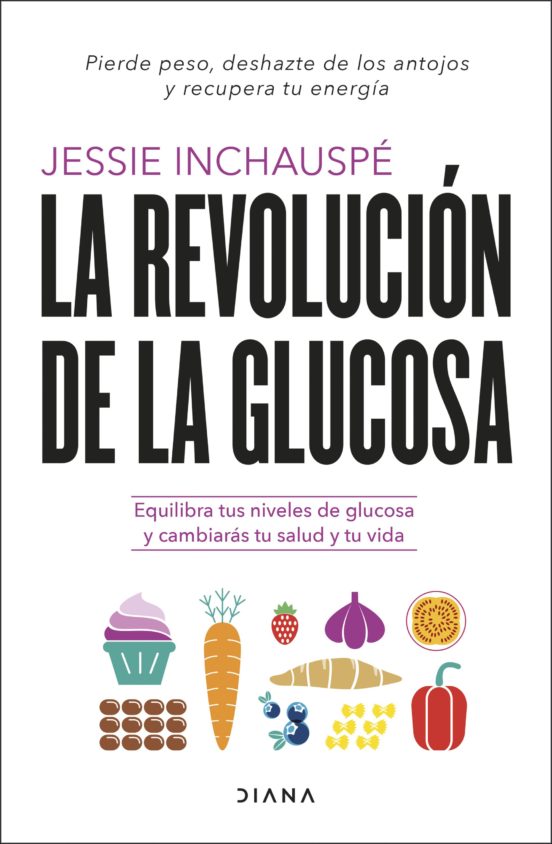 Pierde peso, deshazte de los antojos
y recupera tu energía
JESSIE INCHAUSPÉ
LA REVOLUCIÓN
DE LA GLUCOSA
Equilibra tus niveles de glucosa
y cambiarás tu salud y tu vida
DIANA